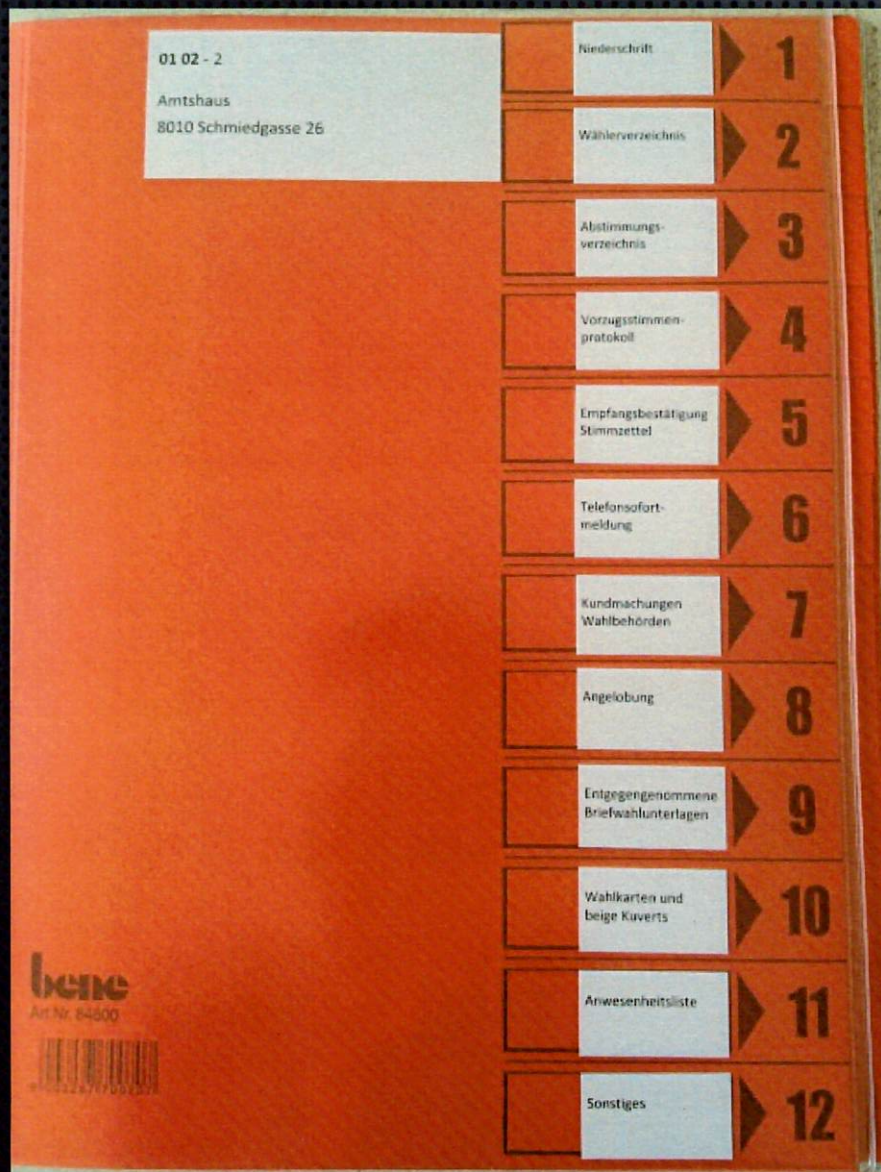 01 02 - 2
Amtshaus
8010 Schmiedgasse 26
Niederschrift
1
Wählerverzeichnis
2
Abstimmungs-
verzeichnis
3
Vorzugsstimmen-
protokoll
4
Empfangsbestätigung
Stimmzettel
5
Telefonsofort-
meldung
6
Kundmachungen
Wahlbehörden
7
Angelobung
8
Entgegengenommene
Briefwahlunterlagen
9
Wahlkarten und
beige Kuverts
10
Anwesenheitsliste
11
Sonstiges
12
bene
Art.Nr. 84600